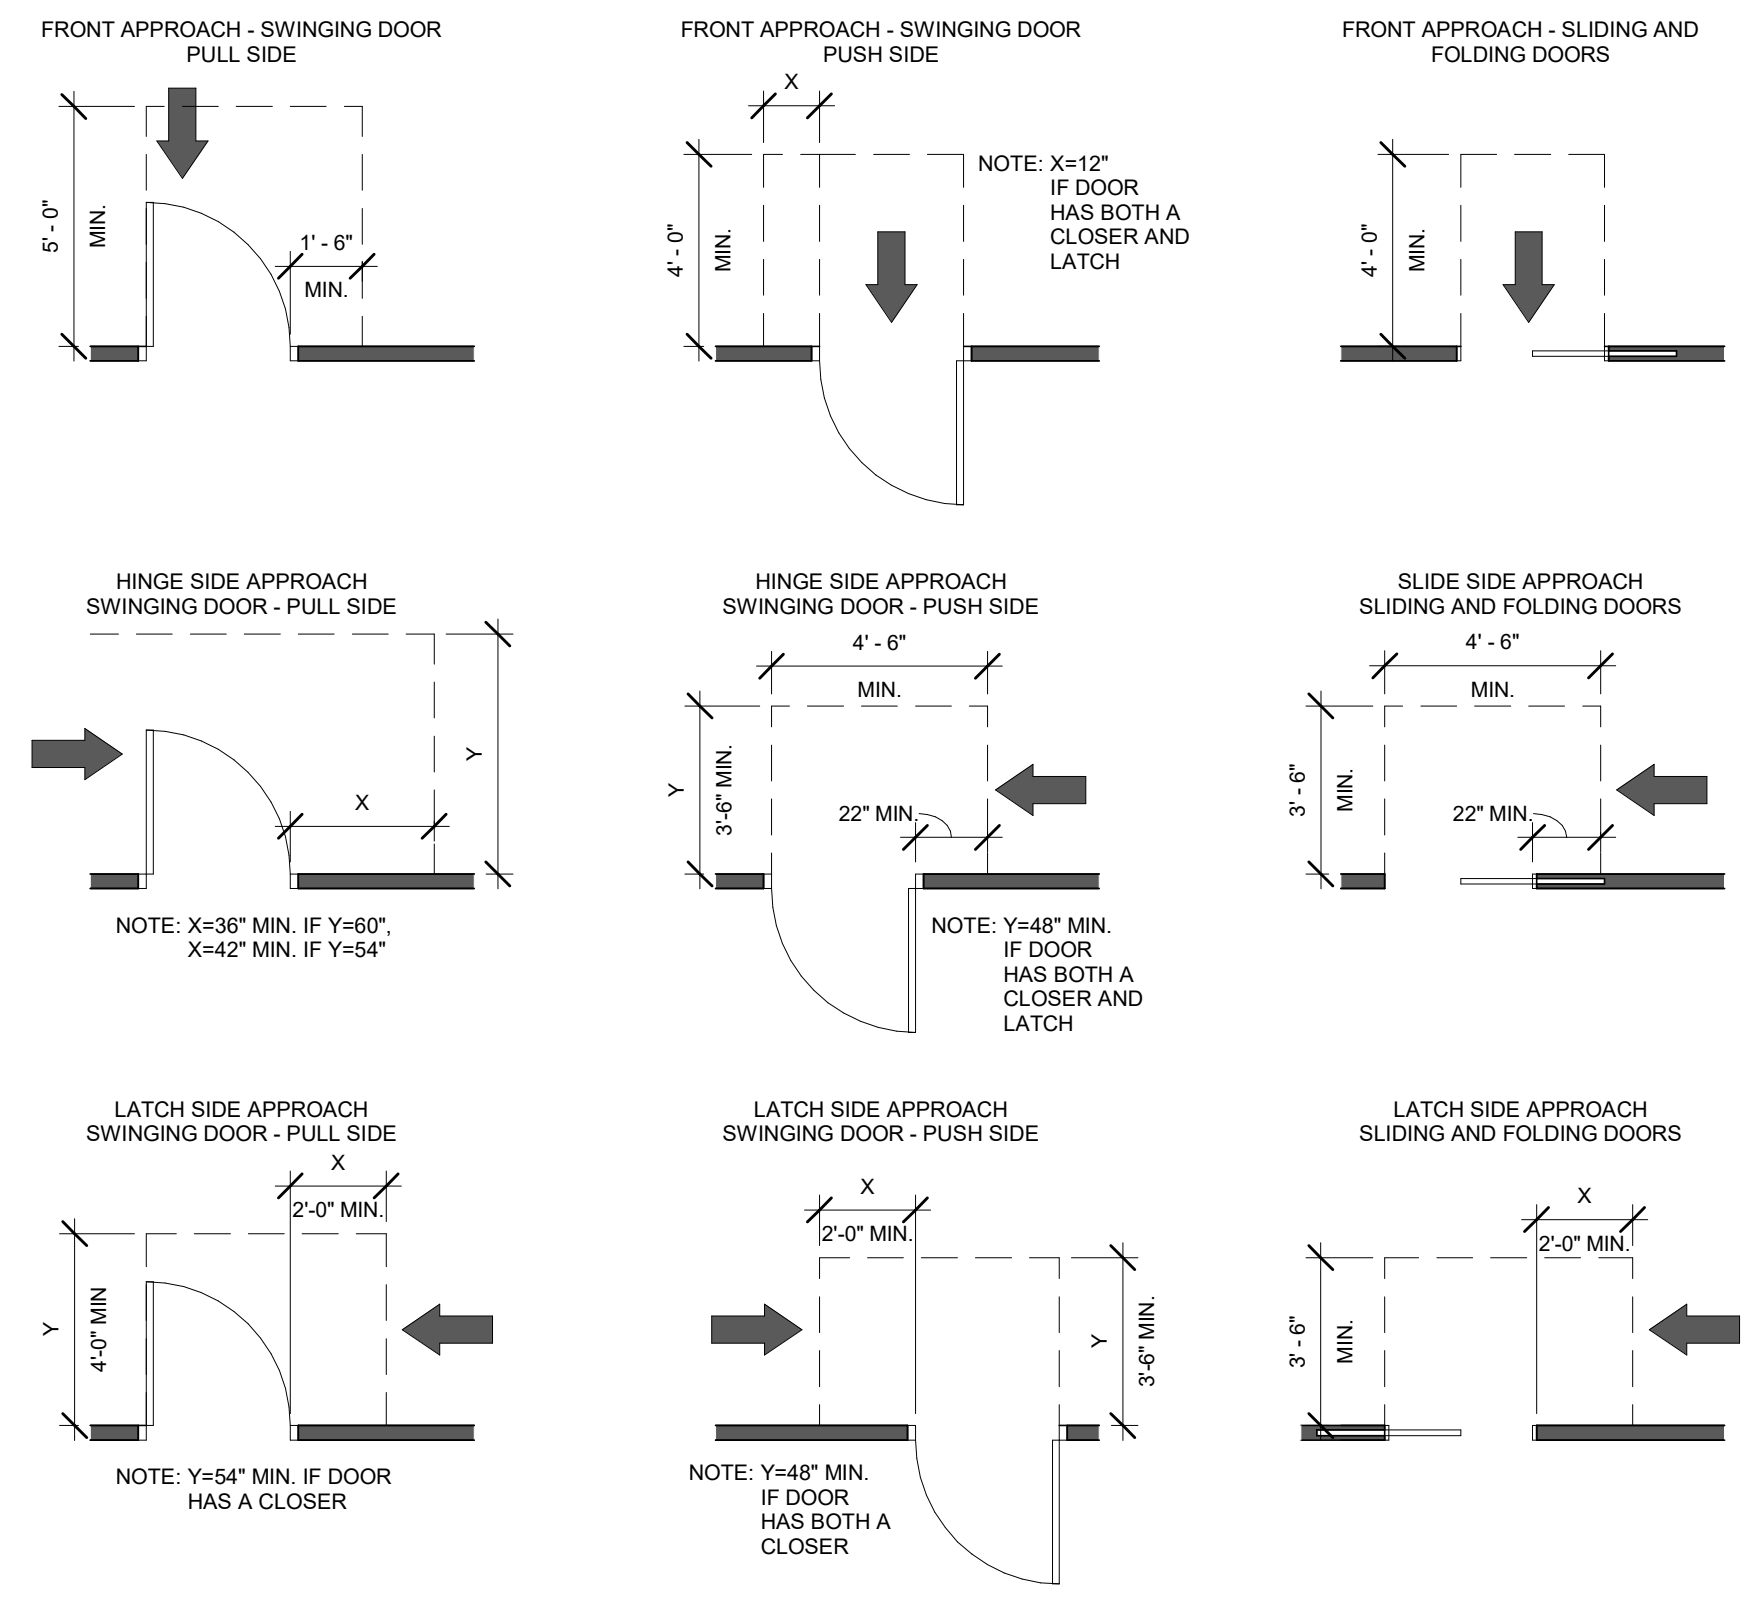 FRONT APPROACH - SWINGING DOOR
PULL SIDE
5' - 0"
MIN.
1' - 6"
MIN.
FRONT APPROACH - SWINGING DOOR
PUSH SIDE
X
4' - 0"
MIN.
NOTE: X=12"
IF DOOR
HAS BOTH A
CLOSER AND
LATCH
FRONT APPROACH - SLIDING AND
FOLDING DOORS
4' - 0"
MIN.
HINGE SIDE APPROACH
SWINGING DOOR - PULL SIDE
X
Y
NOTE: X=36" MIN. IF Y=60",
X=42" MIN. IF Y=54"
HINGE SIDE APPROACH
SWINGING DOOR - PUSH SIDE
4' - 6"
MIN.
Y
3'-6" MIN.
22" MIN.
NOTE: Y=48" MIN.
IF DOOR
HAS BOTH A
CLOSER AND
LATCH
SLIDE SIDE APPROACH
SLIDING AND FOLDING DOORS
4' - 6"
MIN.
3' - 6"
MIN.
22" MIN.
LATCH SIDE APPROACH
SWINGING DOOR - PULL SIDE
X
2'-0" MIN.
Y
4'-0" MIN
NOTE: Y=54" MIN. IF DOOR
HAS A CLOSER
LATCH SIDE APPROACH
SWINGING DOOR - PUSH SIDE
X
2'-0" MIN.
Y
3'-6" MIN.
NOTE: Y=48" MIN.
IF DOOR
HAS BOTH A
CLOSER
LATCH SIDE APPROACH
SLIDING AND FOLDING DOORS
X
2'-0" MIN.
3' - 6"
MIN.